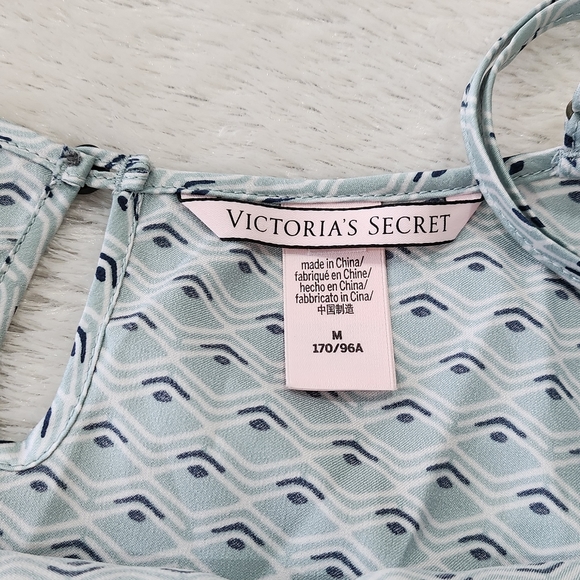 VICTORIA'S SECRET
made in China/
fabriqué en Chine/
hecho en China/
fabbricato in Cina/
中国制造
M
170/96A